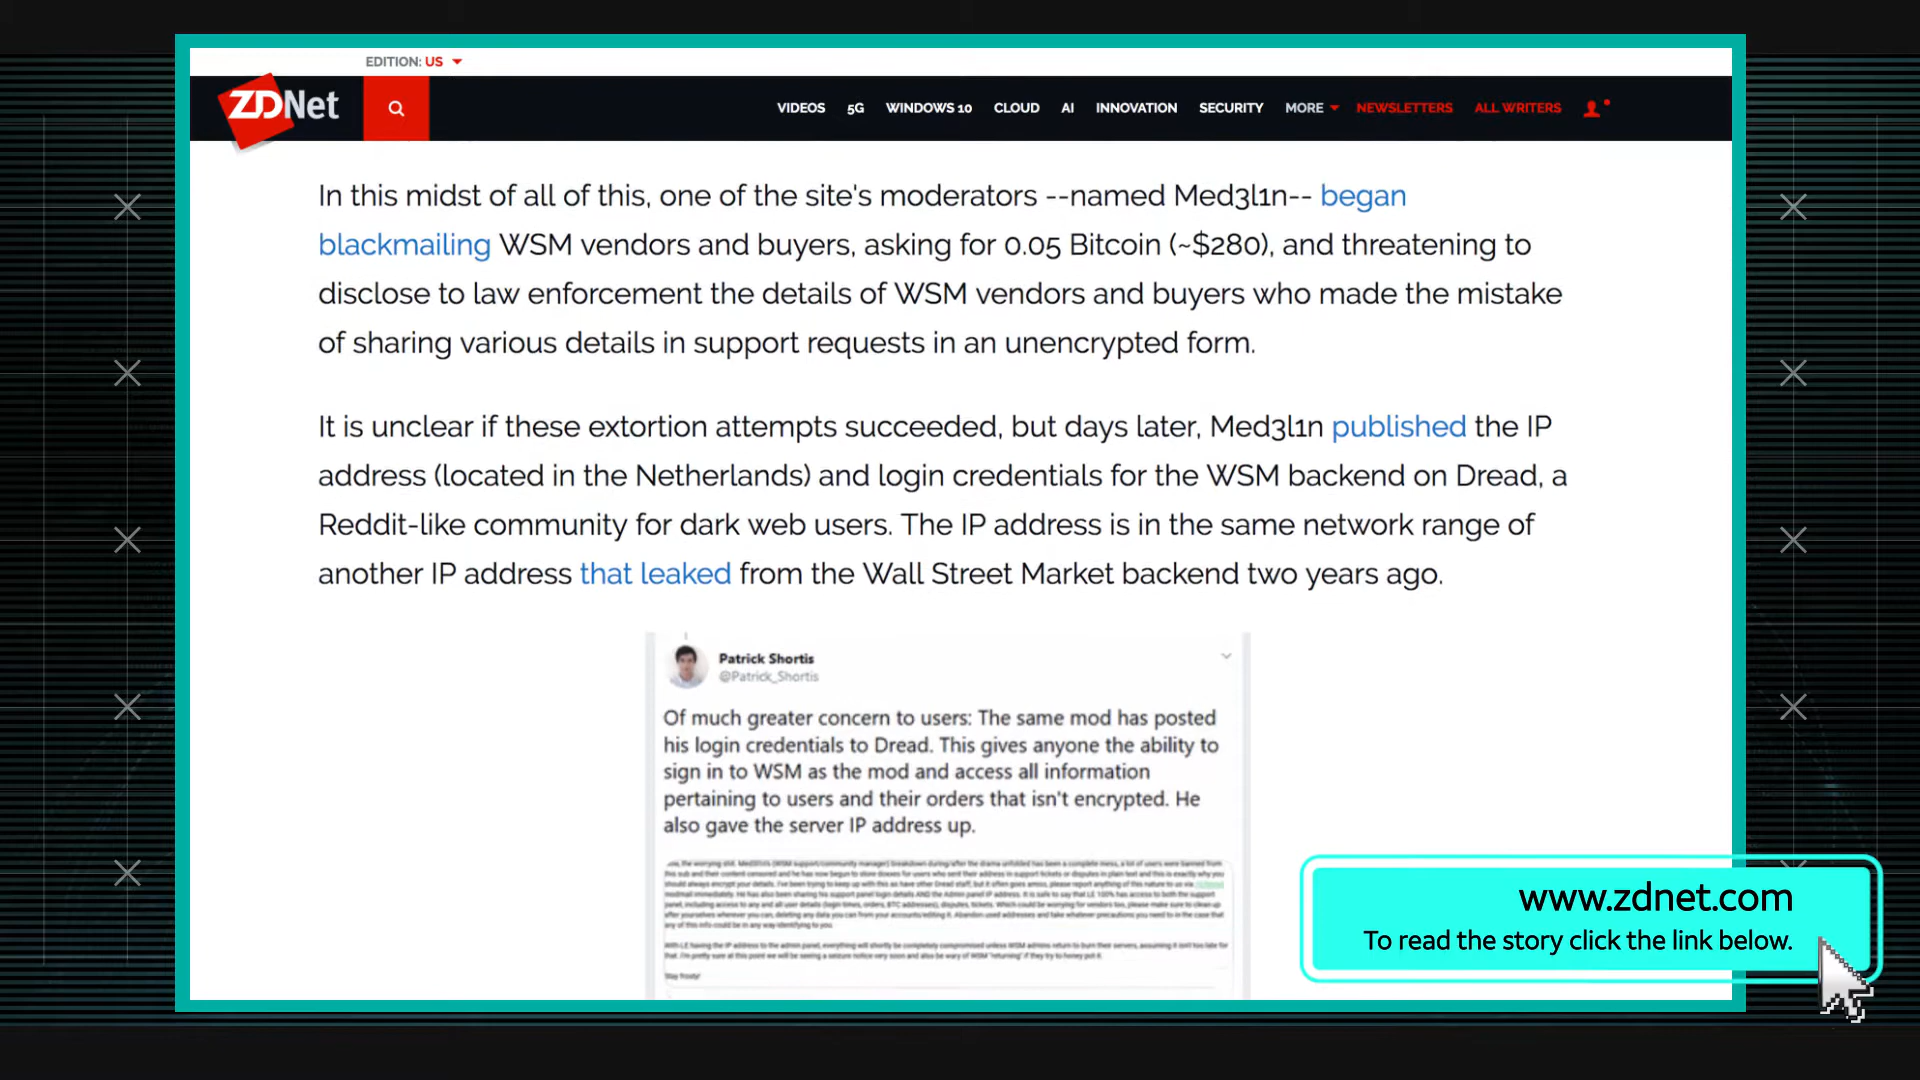 EDITION: US
ZDNet
VIDEOS 5G WINDOWS 10 CLOUD AI INNOVATION SECURITY MORE NEWSLETTERS ALL WRITERS
In this midst of all of this, one of the site's moderators --named Med3l1n-- began
blackmailing WSM vendors and buyers, asking for 0.05 Bitcoin (~$280), and threatening to
disclose to law enforcement the details of WSM vendors and buyers who made the mistake
of sharing various details in support requests in an unencrypted form.
It is unclear if these extortion attempts succeeded, but days later, Med3l1n published the IP
address (located in the Netherlands) and login credentials for the WSM backend on Dread, a
Reddit-like community for dark web users. The IP address is in the same network range of
another IP address that leaked from the Wall Street Market backend two years ago.
Patrick Shortis
@Patrick_Shortis
Of much greater concern to users: The same mod has posted
his login credentials to Dread. This gives anyone the ability to
sign in to WSM as the mod and access all information
pertaining to users and their orders that isn't encrypted. He
also gave the server IP address up.
Stay frosty!
www.zdnet.com
To read the story click the link below.